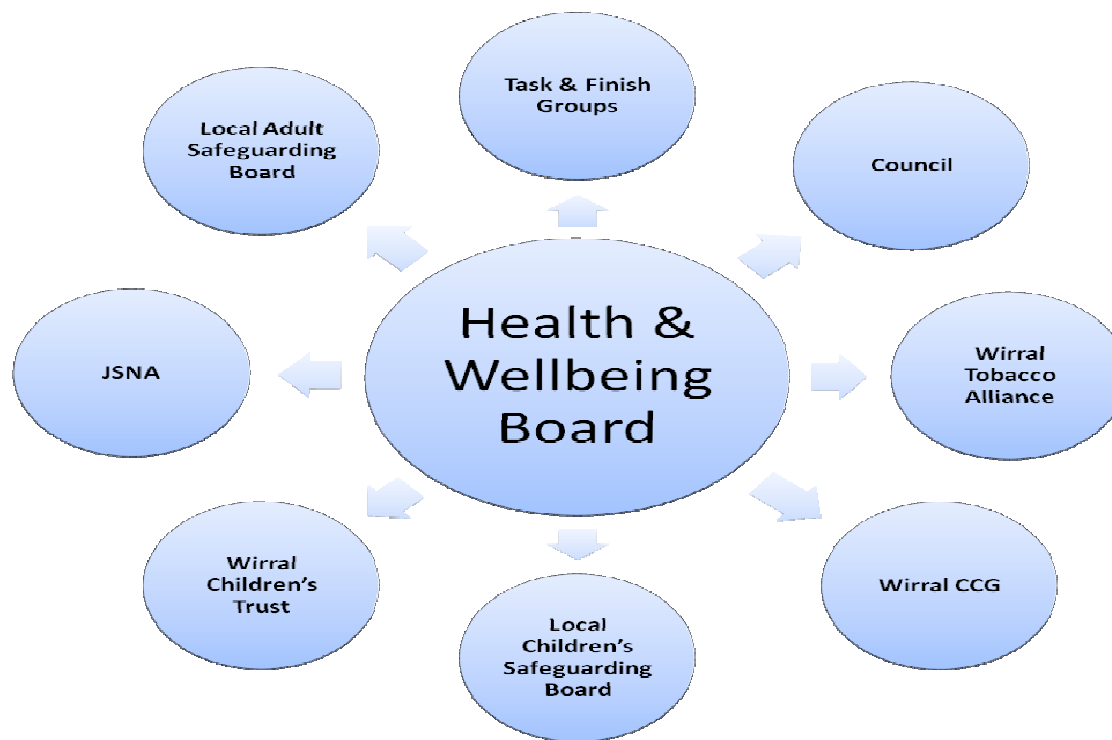 Task & Finish
Groups
Local Adult
Safeguarding
Board
Council
Health &
Wellbeing
Board
JSNA
Wirral
Tobacco
Alliance
Wirral
Children’s
Trust
Wirral CCG
Local
Children’s
Safeguarding
Board